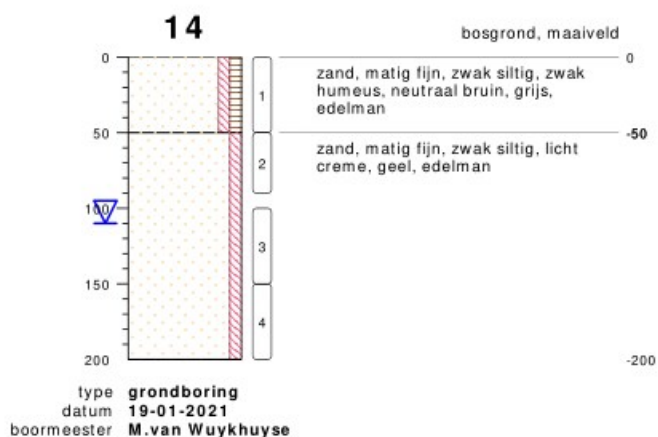 14
bosgrond, maaiveld
0
0
zand, matig fijn, zwak siltig, zwak
humeus, neutraal bruin, grijs,
edelman
1
50
-50
zand, matig fijn, zwak siltig, licht
creme, geel, edelman
2
100
3
150
4
200
-200
type grondboring
datum 19-01-2021
boormeester M.van Wuykhuyse